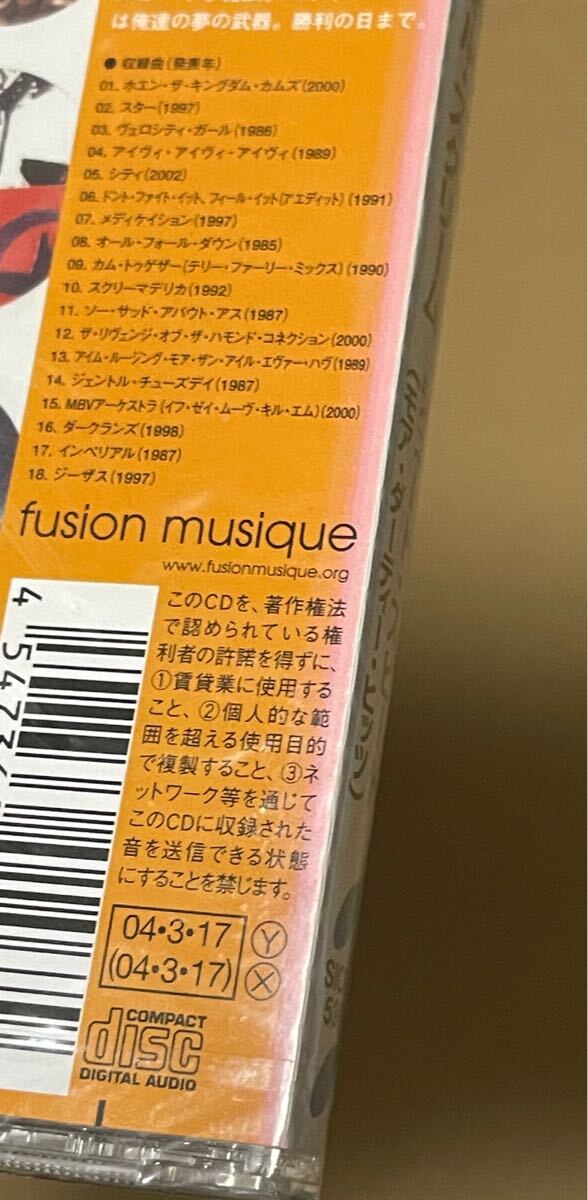 は俺達の夢の武器。勝利の日まで。
● 収録曲(発表年)
01. ホエン・ザ・キングダム・カムズ(2000)
02. スター(1997)
03. ヴェロシティ・ガール(1986)
04. アイヴィ・アイヴィ・アイヴィ(1989)
05. シティ(2002)
06. ドント・ファイト・イット、フィール・イット(アエディット)(1991)
07. メディケイション(1997)
08. オール・フォール・ダウン(1985)
09. カム・トゥゲザー(テリー・ファーリー・ミックス)(1990)
10. スクリーマデリカ(1992)
11. ソー・サッド・アバウト・アス(1987)
12. ザ・リヴェンジ・オブ・ザ・ハモンド・コネクション(2000)
13. アイム・ルージング・モア・ザン・アイル・エヴァー・ハヴ(1989)
14. ジェントル・チューズデイ(1987)
15. MBVアーケストラ(イフ・ゼイ・ムーヴ・キル・エム)(2000)
16. ダークランズ(1998)
17. インペリアル(1987)
18. ジーザス(1997)
fusion musique
www.fusionmusique.org
このCDを、著作権法
で認められている権
利者の許諾を得ずに、
①賃貸業に使用する
こと、②個人的な範
囲を超える使用目的
で複製すること、③ネ
ットワーク等を通じて
このCDに収録された
音を送信できる状態
にすることを禁じます。
04・3・17 Ⓨ
(04・3・17) Ⓧ
COMPACT
disc
DIGITAL AUDIO
4 547366